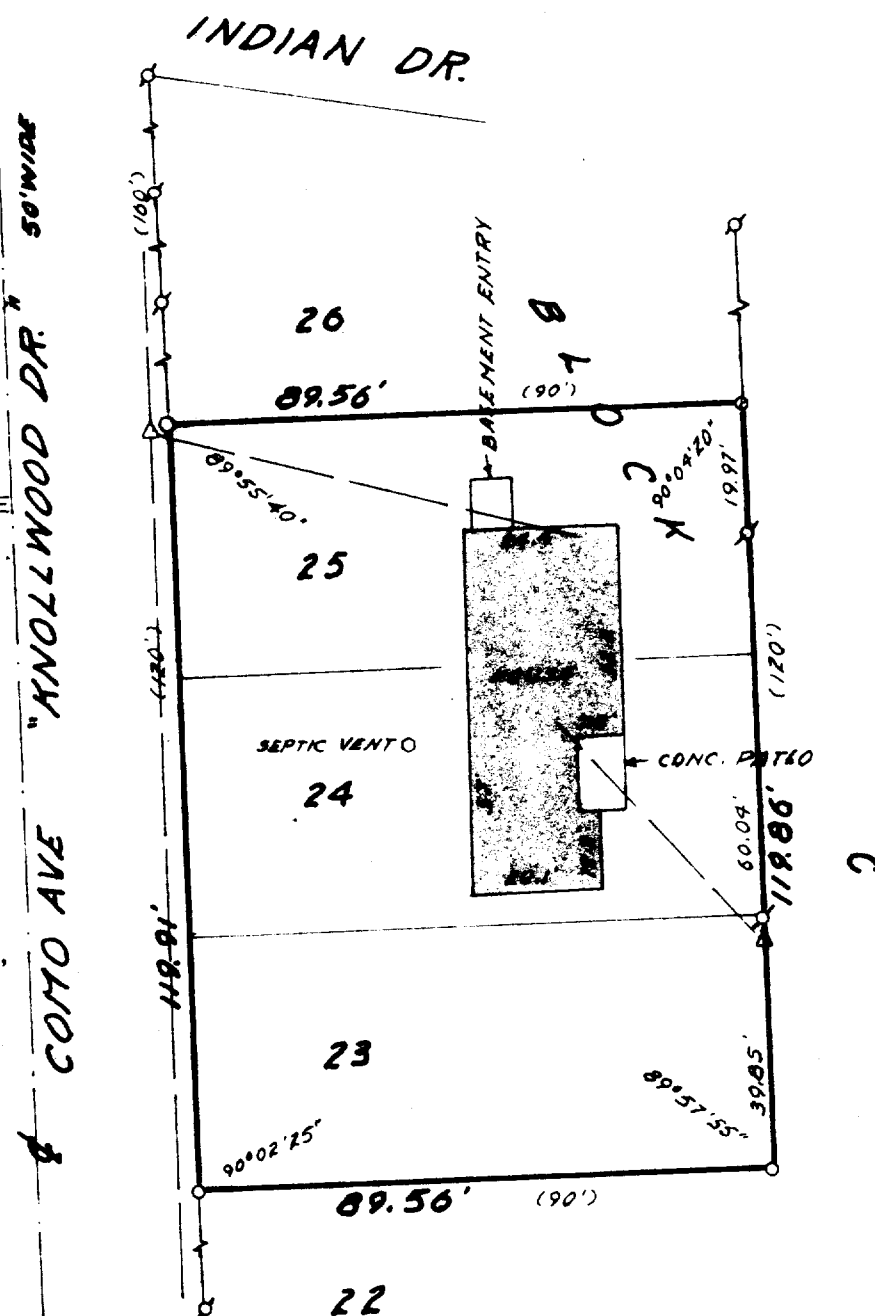 INDIAN DR.
50' WIDE
(160')
"KNOLLWOOD DR."
COMO AVE
BASEMENT ENTRY
26
89.56'
(90')
B
L
O
C
K
89°55'40"
90°04'20"
19.97'
25
(120')
(120')
SEPTIC VENT
CONC. PATIO
24
60.04'
119.86'
119.91'
23
39.85'
89°57'55"
90°02'25"
89.56'
(90')
22